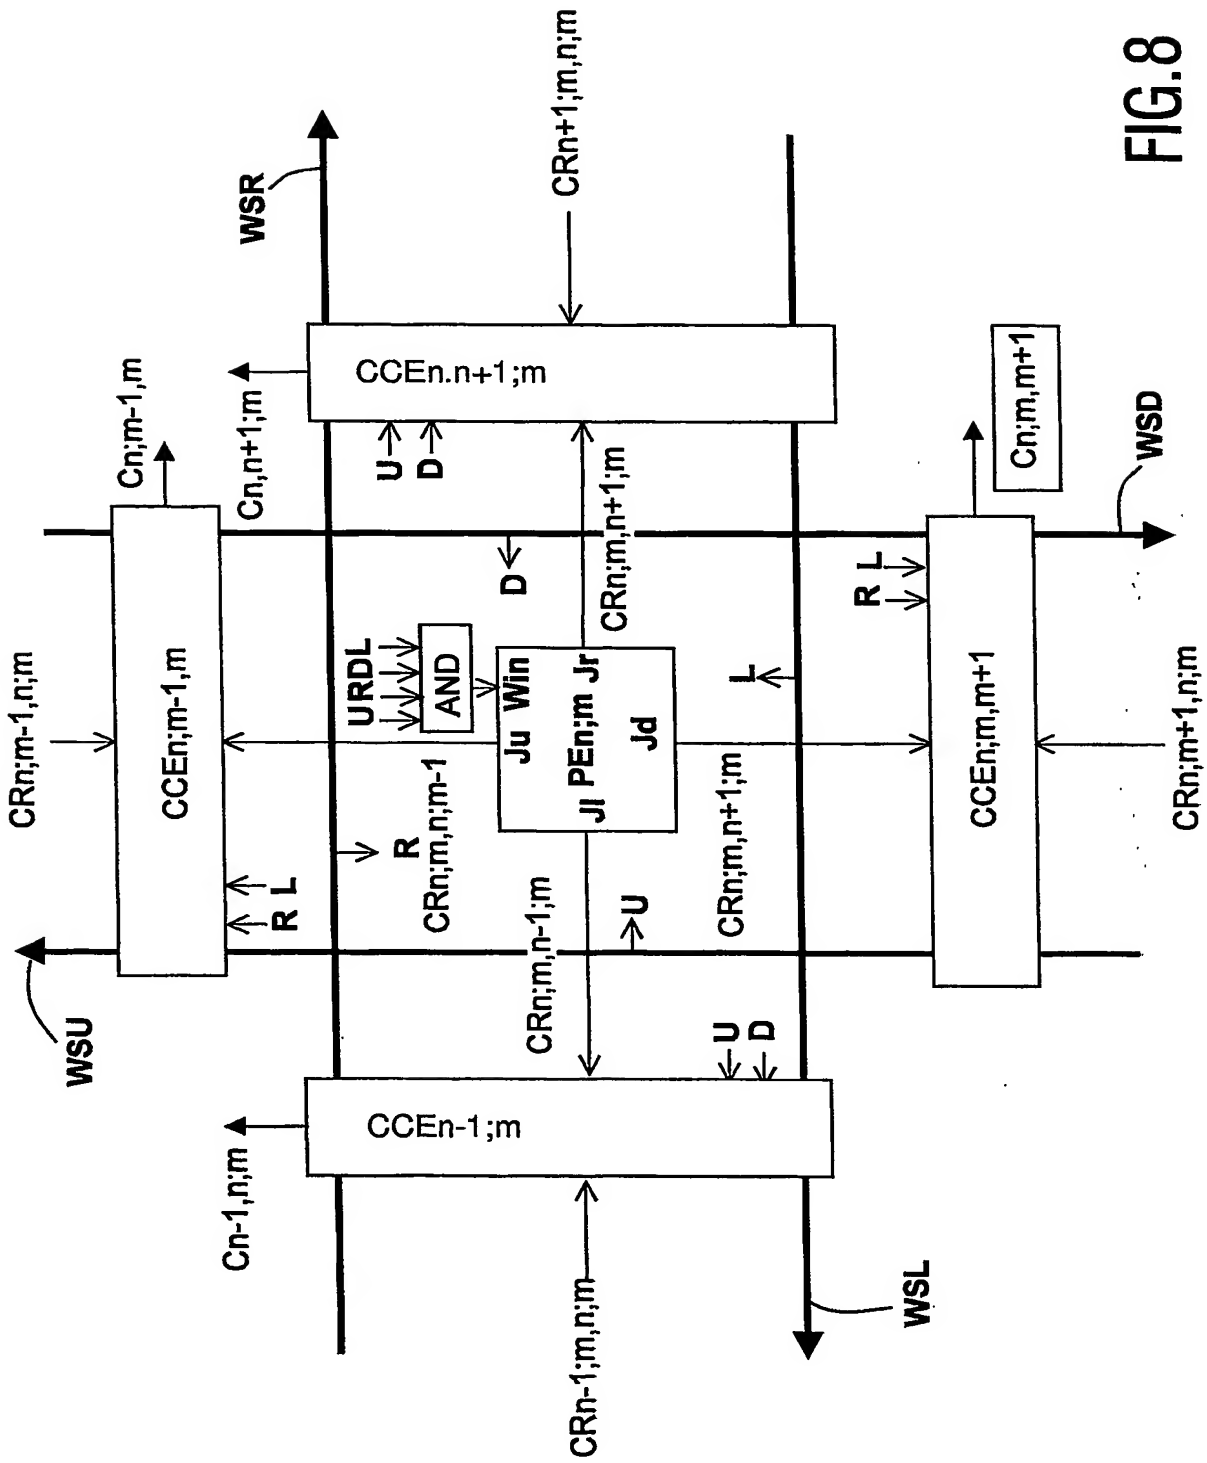 CRn;m-1,n;m
Cn;m-1,m
WSU
CCEn;m-1,m
WSR
R
L
Cn-1,n;m
Cn,n+1;m
R
CRn;m,n;m-1
URDL
AND
D
U
D
CCEn-1;m
CCEn.n+1;m
CRn;m,n-1;m
Ju Win
Jl PEn;m Jr
Jd
CRn;m,n+1;m
CRn-1;m,n;m
CRn+1;m,n;m
U
CRn;m,n+1;m
L
U
D
R
L
Cn;m,m+1
WSL
CCEn;m,m+1
WSD
CRn;m+1,n;m
FIG.8